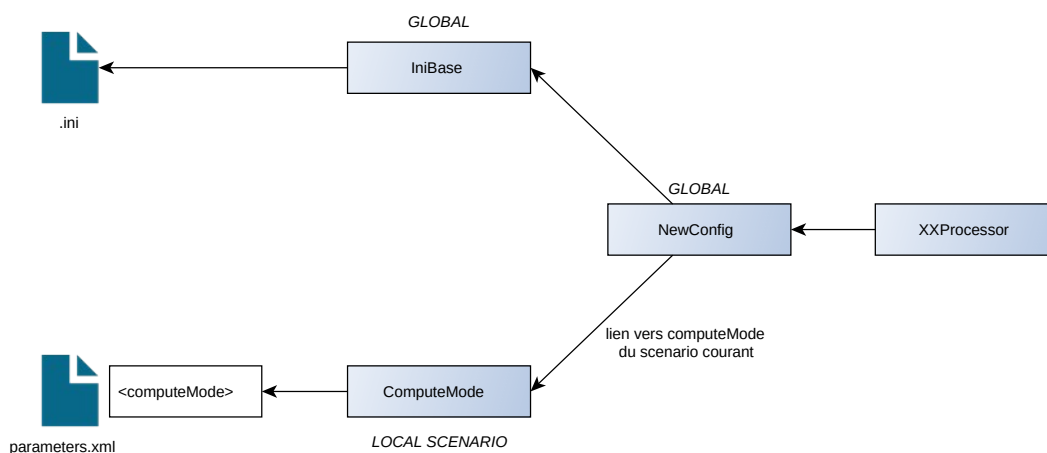 GLOBAL
IniBase
.ini
GLOBAL
NewConfig
XXProcessor
lien vers computeMode
du scenario courant
<computeMode>
ComputeMode
LOCAL SCENARIO
parameters.xml